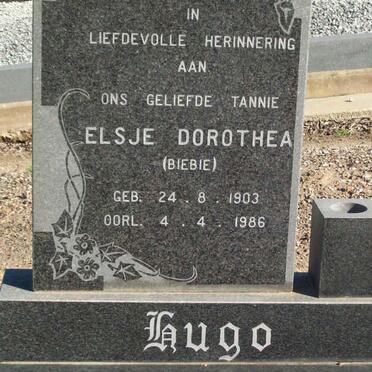 IN
LIEFDEVOLLE HERINNERING
AAN
ONS GELIEFDE TANNIE
ELSJE DOROTHEA
(BIEBIE)
GEB. 24 . 8 . 1903
OORL. 4 . 4 . 1986
Hugo